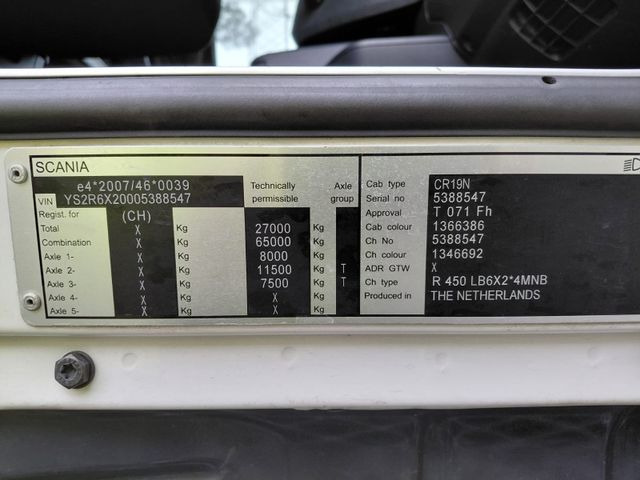 SCANIA
e4*2007/46*0039
VIN YS2R6X20005388547
Technically permissible
Axle group
Regist. for (CH)
Total X Kg 27000 Kg
Combination X Kg 65000 Kg
Axle 1- X Kg 8000 Kg
Axle 2- X Kg 11500 Kg T
Axle 3- X Kg 7500 Kg T
Axle 4- X Kg X Kg
Axle 5- X Kg X Kg
Cab type CR19N
Serial no 5388547
Approval T 071 Fh
Cab colour 1366386
Ch No 5388547
Ch colour 1346692
ADR GTW X
Ch type R 450 LB6X2*4MNB
Produced in THE NETHERLANDS